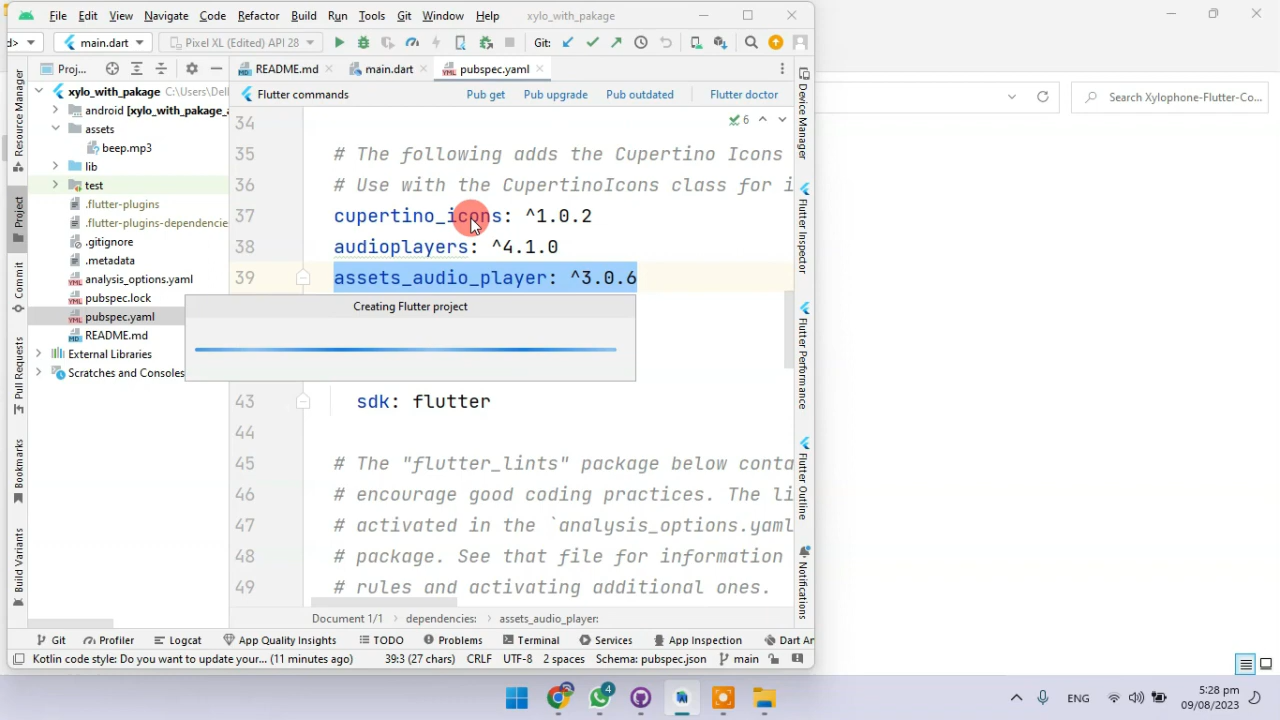 File Edit View Navigate Code Refactor Build Run Tools Git Window Help xylo_with_pakage
main.dart Pixel XL (Edited) API 28 Git:
Proj... README.md main.dart pubspec.yaml
Flutter commands Pub get Pub upgrade Pub outdated Flutter doctor
Search Xylophone-Flutter-Co...
Resource Manager
Project
Commit
Pull Requests
Bookmarks
Build Variants
xylo_with_pakage C:\Users\Dell
android [xylo_with_pakage_a
assets
beep.mp3
lib
test
.flutter-plugins
.flutter-plugins-dependencie
.gitignore
.metadata
analysis_options.yaml
pubspec.lock
pubspec.yaml
README.md
External Libraries
Scratches and Consoles
34
6
35 # The following adds the Cupertino Icons
36 # Use with the CupertinoIcons class for i
37 cupertino_icons: ^1.0.2
38 audioplayers: ^4.1.0
39 assets_audio_player: ^3.0.6
Creating Flutter project
43 sdk: flutter
44
45 # The "flutter_lints" package below conta
46 # encourage good coding practices. The li
47 # activated in the `analysis_options.yaml
48 # package. See that file for information
49 # rules and activating additional ones.
Document 1/1 dependencies: assets_audio_player:
Device Manager
Flutter Inspector
Flutter Performance
Flutter Outline
Notifications
Git Profiler Logcat App Quality Insights TODO Problems Terminal Services App Inspection Dart An
Kotlin code style: Do you want to update your... (11 minutes ago) 39:3 (27 chars) CRLF UTF-8 2 spaces Schema: pubspec.json main
4
ENG
5:28 pm
09/08/2023